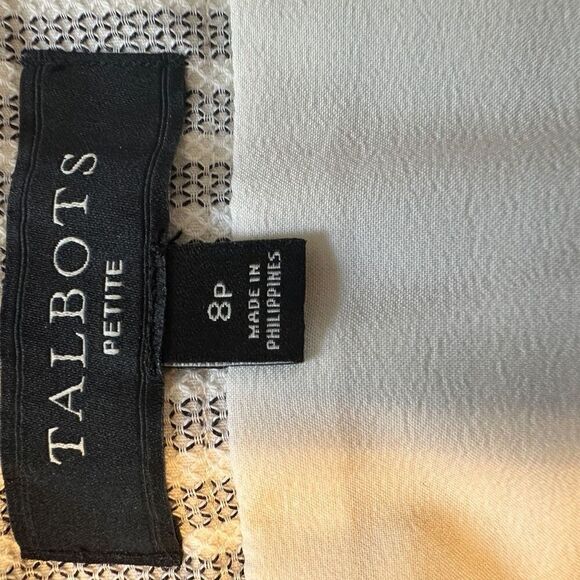 TALBOTS
PETITE
8P
MADE IN
PHILIPPINES